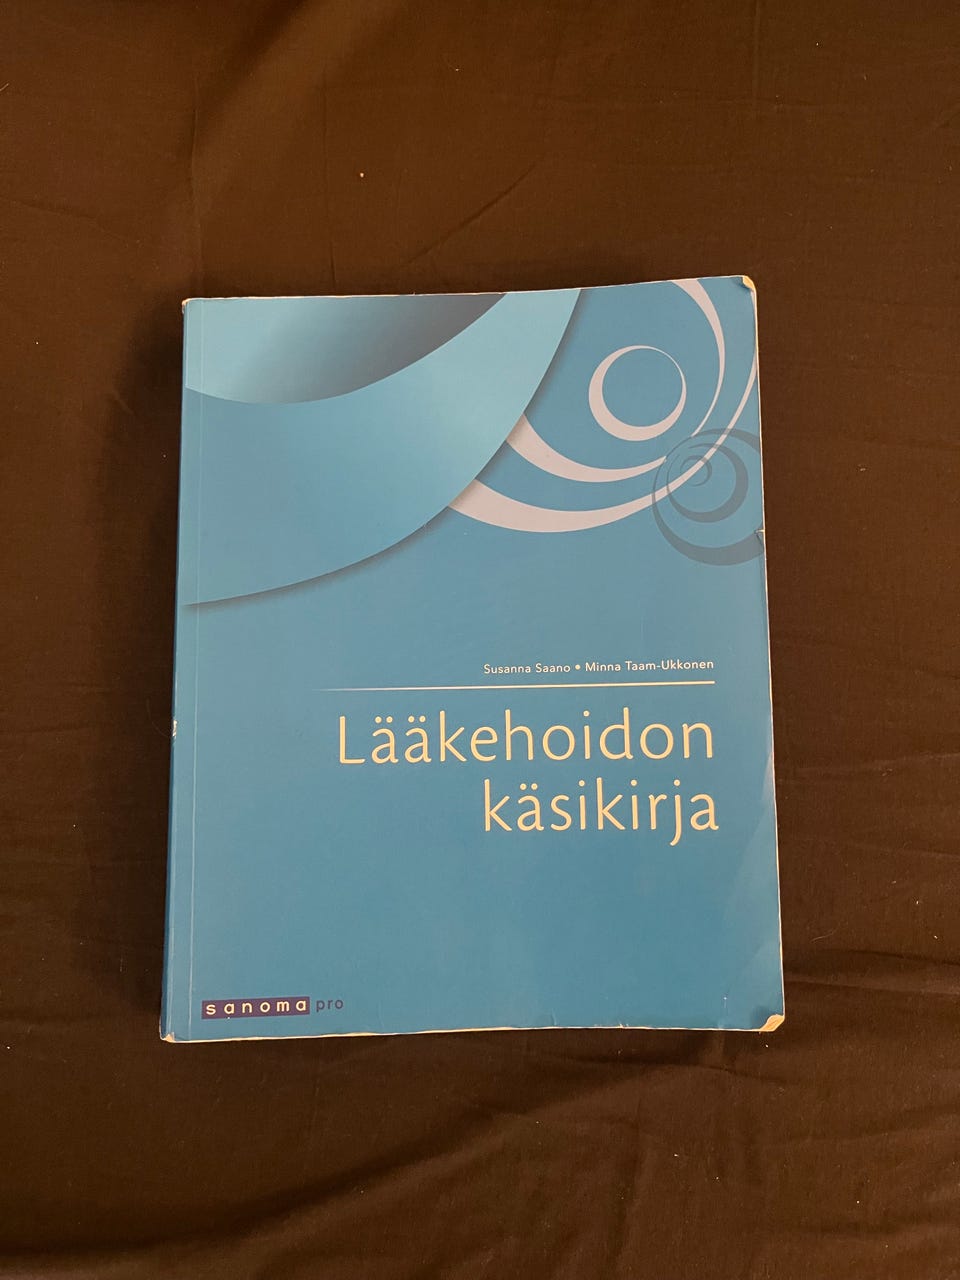 Susanna Saano • Minna Taam-Ukkonen
Lääkehoidon
käsikirja
sanoma pro